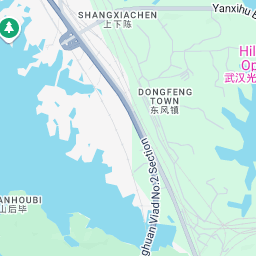 Yanxihu
SHANGXIACHEN
上下陈
Hil
Op
武汉光
DONGFENG
TOWN
东风镇
ANHOUBI
山后毕
ghuan Viad No.2 Section